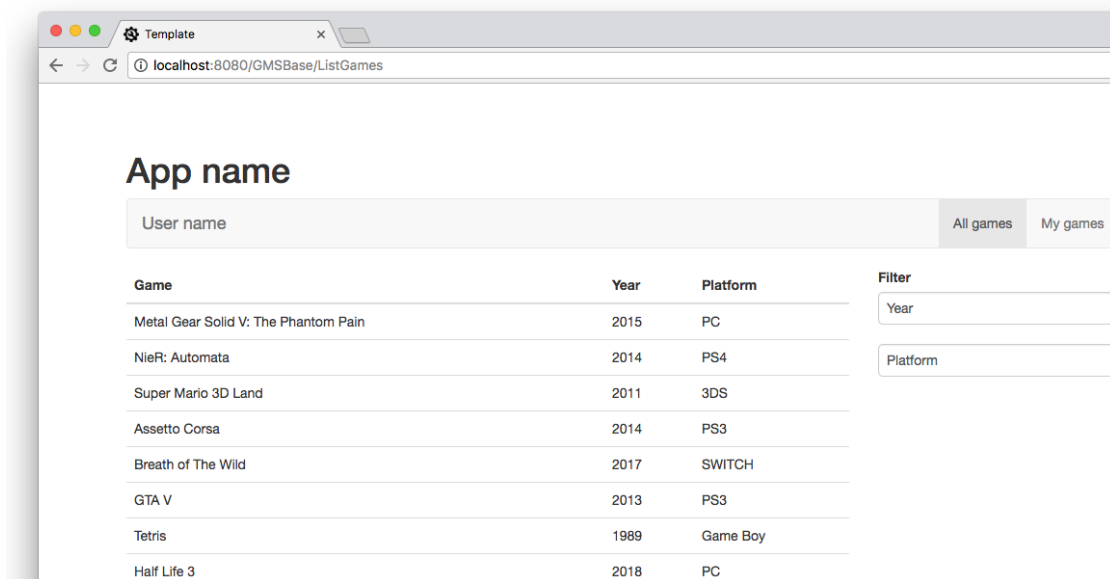 Template
localhost:8080/GMSBase/ListGames
App name
User name All games My games
Game Year Platform Filter
Metal Gear Solid V: The Phantom Pain 2015 PC Year
NieR: Automata 2014 PS4 Platform
Super Mario 3D Land 2011 3DS
Assetto Corsa 2014 PS3
Breath of The Wild 2017 SWITCH
GTA V 2013 PS3
Tetris 1989 Game Boy
Half Life 3 2018 PC